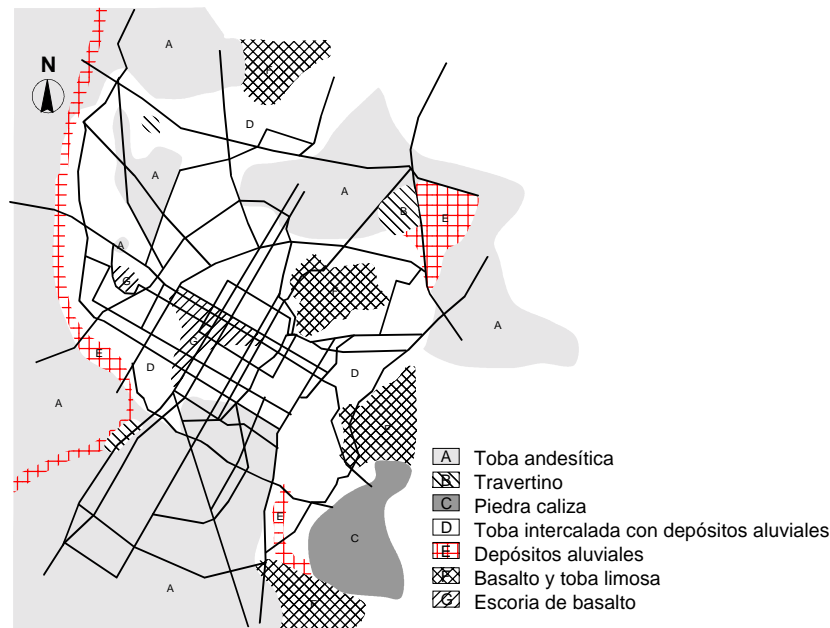 A
F
N
D
A
A
B
E
A
G
F
A
G
E
D
D
A
F
E
C
A
F
A Toba andesítica
B Travertino
C Piedra caliza
D Toba intercalada con depósitos aluviales
E Depósitos aluviales
F Basalto y toba limosa
G Escoria de basalto